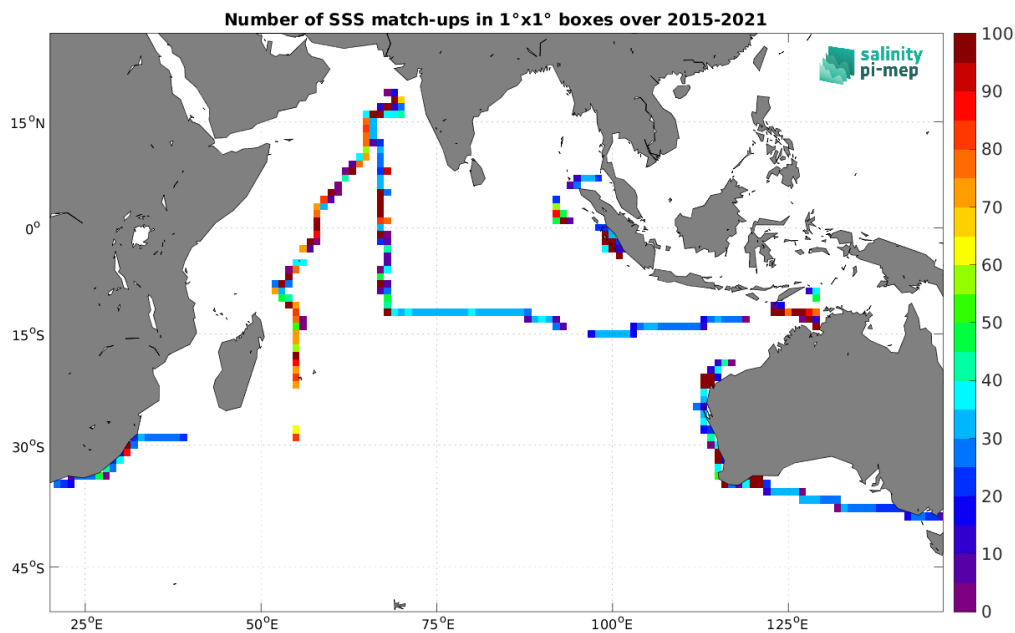 Number of SSS match-ups in 1°x1° boxes over 2015-2021
salinity
pi-mep
100
90
80
70
60
50
40
30
20
10
0
15°N
0°
15°S
30°S
45°S
25°E
50°E
75°E
100°E
125°E